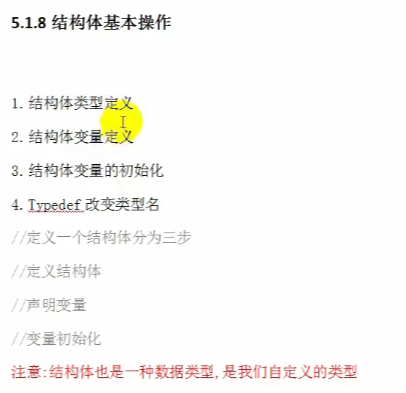 5.1.8 结构体基本操作
1. 结构体类型定义
2. 结构体变量定义
3. 结构体变量的初始化
4. Typedef 改变类型名
//定义一个结构体分为三步
//定义结构体
//声明变量
//变量初始化
注意:结构体也是一种数据类型,是我们自定义的类型